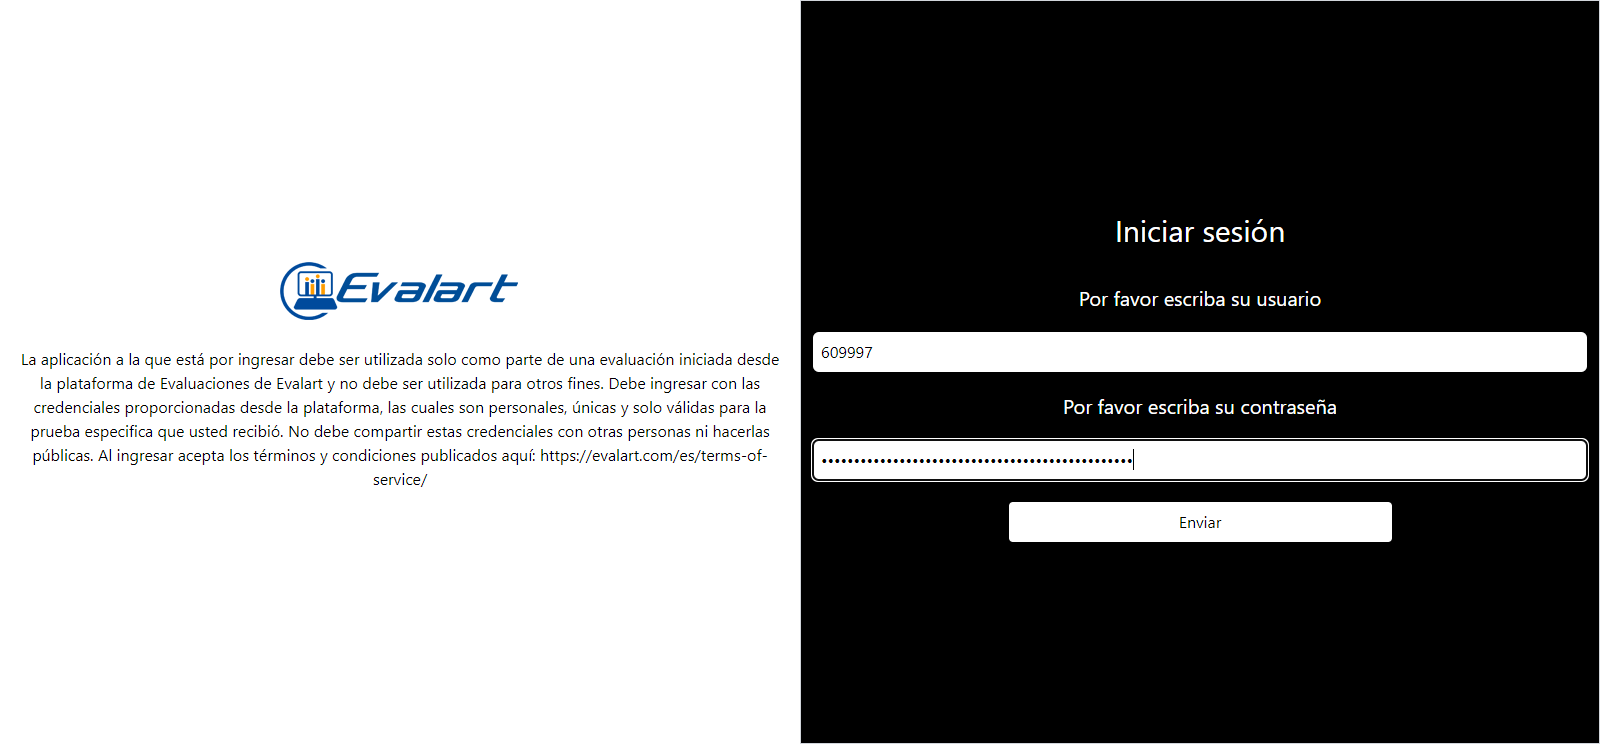 Evalart
La aplicación a la que está por ingresar debe ser utilizada solo como parte de una evaluación iniciada desde
la plataforma de Evaluaciones de Evalart y no debe ser utilizada para otros fines. Debe ingresar con las
credenciales proporcionadas desde la plataforma, las cuales son personales, únicas y solo válidas para la
prueba especifica que usted recibió. No debe compartir estas credenciales con otras personas ni hacerlas
públicas. Al ingresar acepta los términos y condiciones publicados aquí: https://evalart.com/es/terms-of-
service/
Iniciar sesión
Por favor escriba su usuario
609997
Por favor escriba su contraseña
Enviar